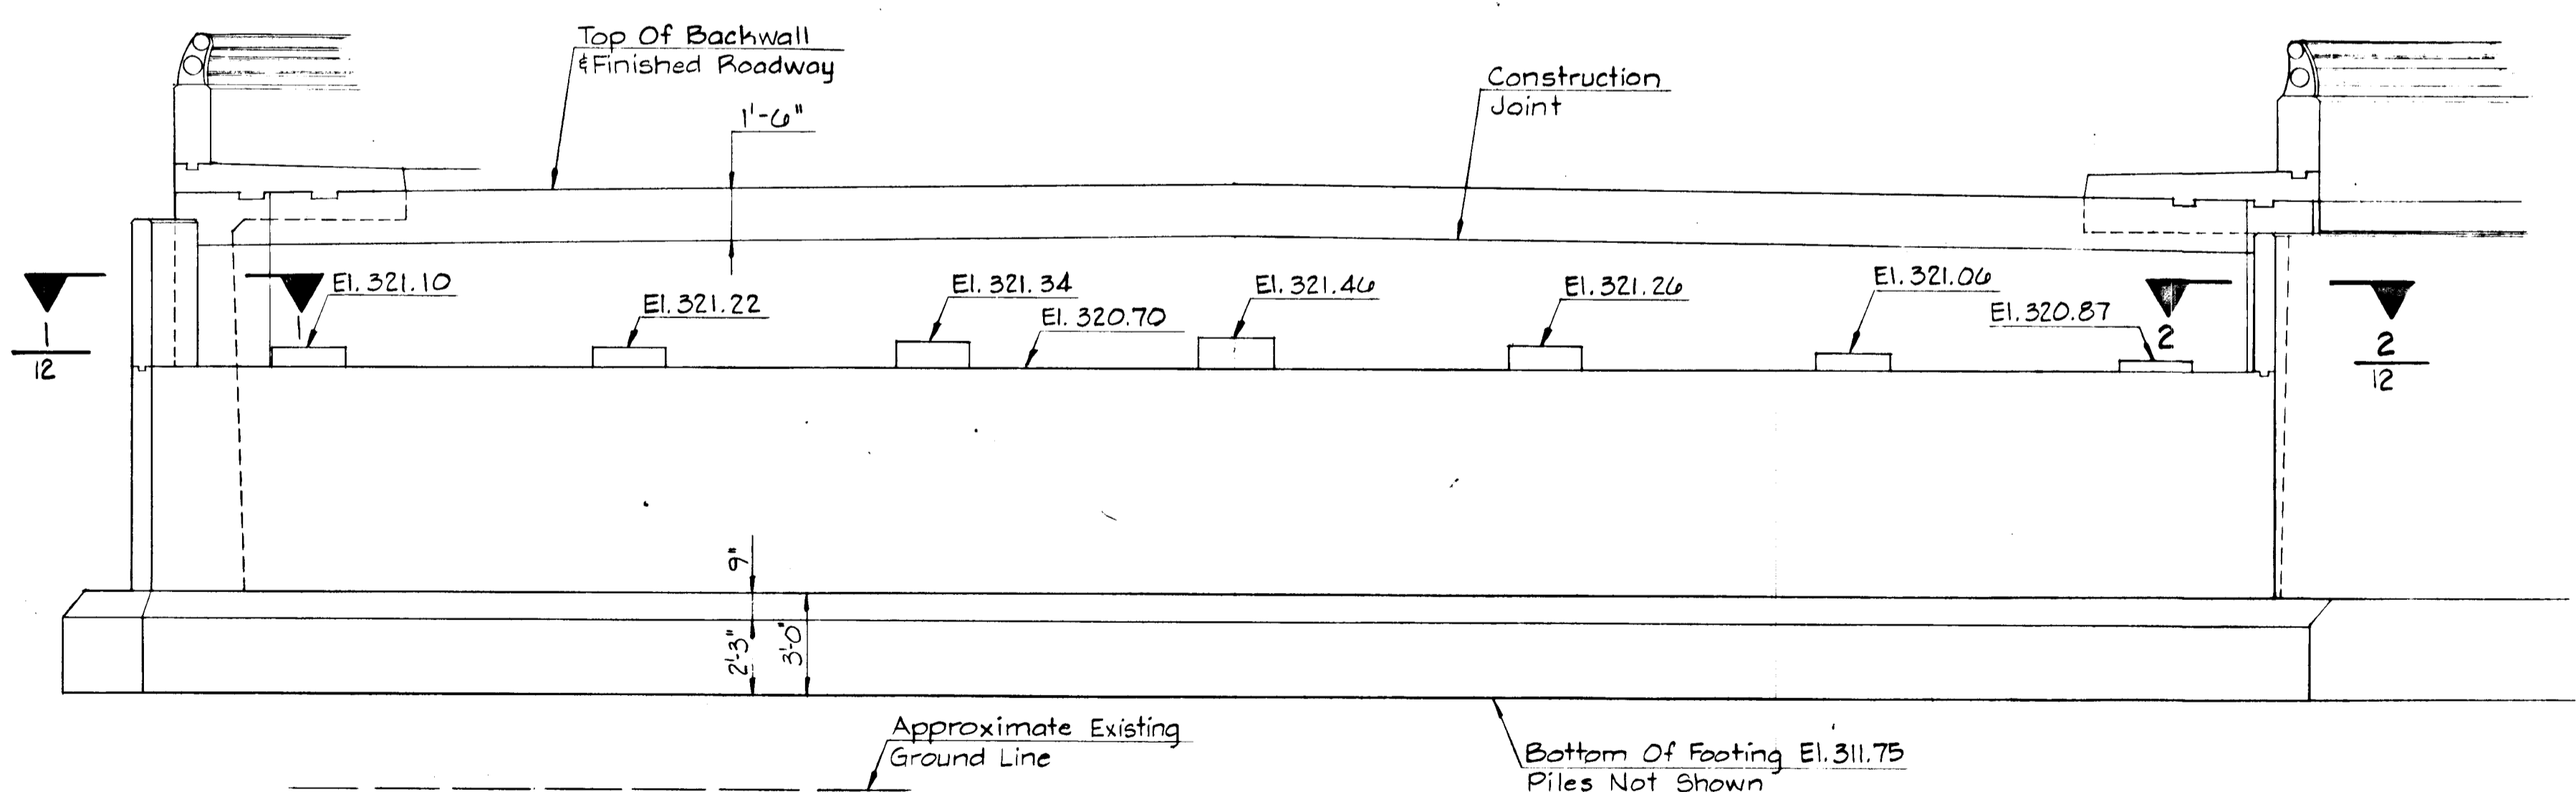 Top Of Backwall
& Finished Roadway
1'-6"
Construction
Joint
El. 321.10
El. 321.22
El. 321.34
El. 320.70
El. 321.46
El. 321.26
El. 321.06
El. 320.87
1
12
1
2
2
12
9"
2'-3"
3'-0"
Approximate Existing
Ground Line
Bottom Of Footing El. 311.75
Piles Not Shown